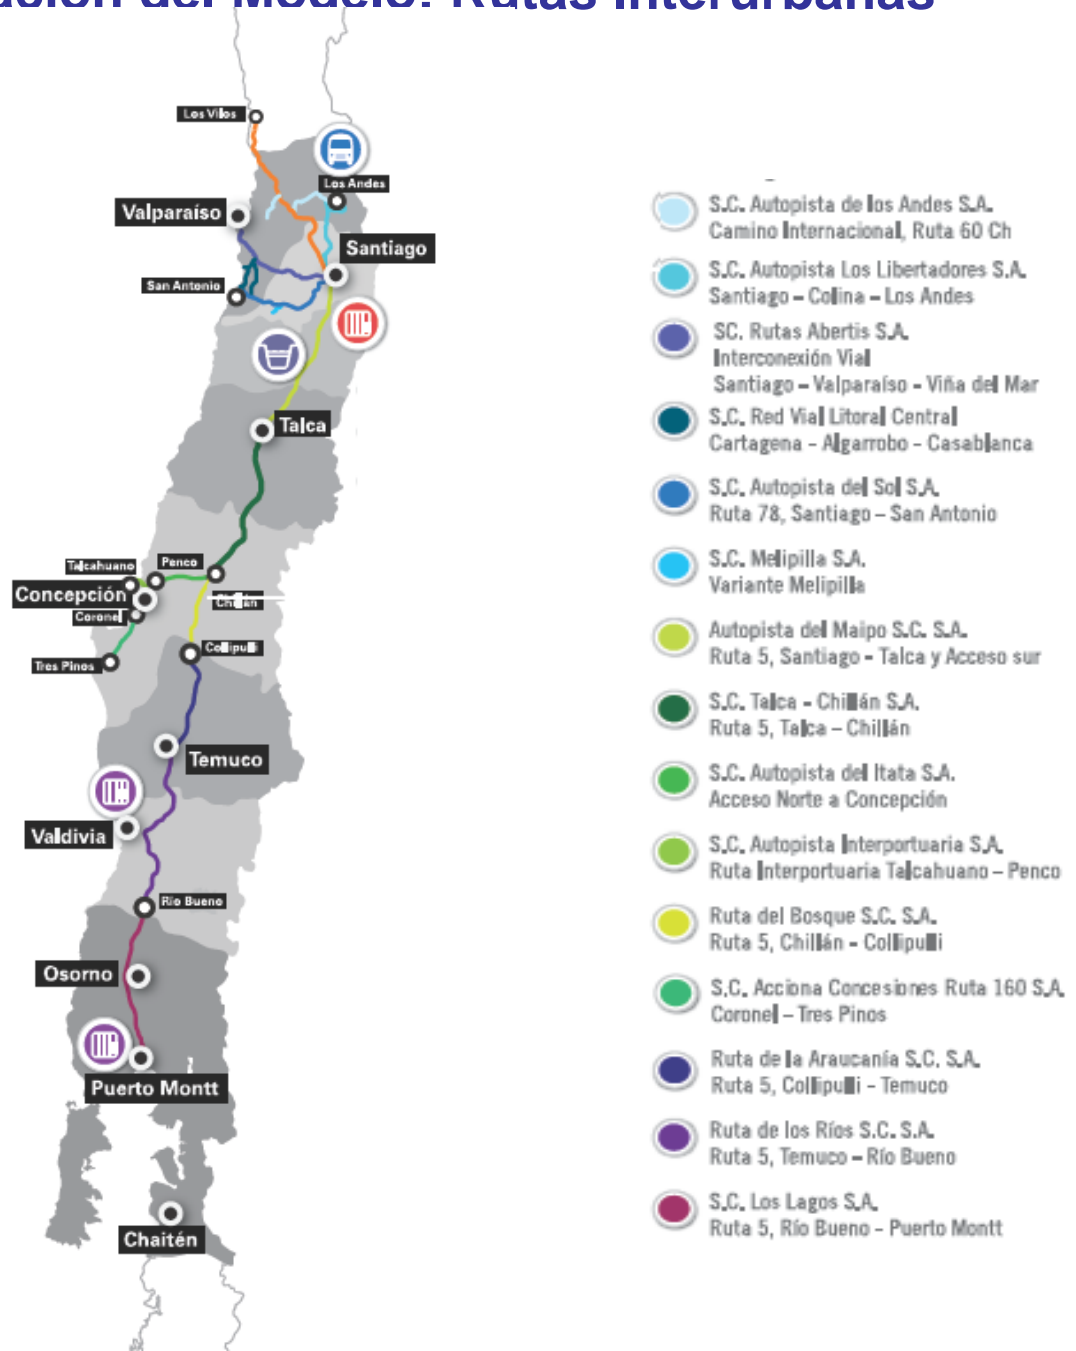 ación del Modelo: Rutas Interurbanas
Los Vilos
Los Andes
Valparaíso
Santiago
San Antonio
Talca
Talcahuano
Penco
Concepción
Chillán
Coronel
Collipulli
Tres Pinos
Temuco
Valdivia
Río Bueno
Osorno
Puerto Montt
Chaitén
S.C. Autopista de los Andes S.A.
Camino Internacional, Ruta 60 Ch
S.C. Autopista Los Libertadores S.A.
Santiago – Colina – Los Andes
SC. Rutas Abertis S.A.
Interconexión Vial
Santiago – Valparaíso - Viña del Mar
S.C. Red Vial Litoral Central
Cartagena - Algarrobo - Casablanca
S.C. Autopista del Sol S.A.
Ruta 78, Santiago – San Antonio
S.C. Melipilla S.A.
Variante Melipilla
Autopista del Maipo S.C. S.A.
Ruta 5, Santiago - Talca y Acceso sur
S.C. Talca - Chillán S.A.
Ruta 5, Talca – Chillán
S.C. Autopista del Itata S.A.
Acceso Norte a Concepción
S.C. Autopista Interportuaria S.A.
Ruta Interportuaria Talcahuano – Penco
Ruta del Bosque S.C. S.A.
Ruta 5, Chillán - Collipulli
S.C. Acciona Concesiones Ruta 160 S.A.
Coronel – Tres Pinos
Ruta de la Araucanía S.C. S.A.
Ruta 5, Collipulli - Temuco
Ruta de los Ríos S.C. S.A.
Ruta 5, Temuco – Río Bueno
S.C. Los Lagos S.A.
Ruta 5, Río Bueno - Puerto Montt